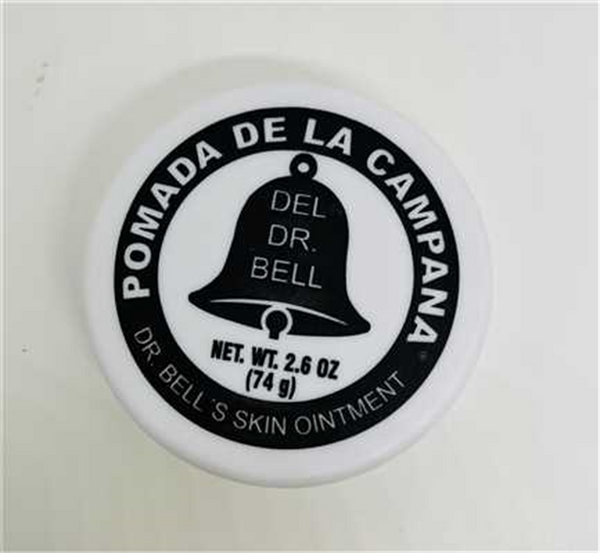 POMADA DE LA CAMPANA
DEL
DR.
BELL
NET. WT. 2.6 OZ
(74 g)
DR. BELL´S SKIN OINTMENT